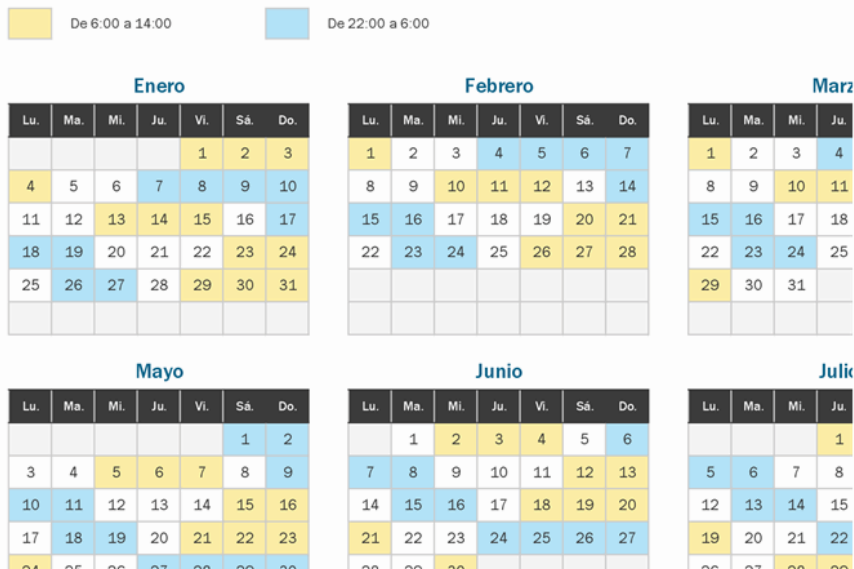 De 6:00 a 14:00 De 22:00 a 6:00
Enero Febrero
Lu. Ma. Mi. Ju. Vi. Sá. Do. Lu. Ma. Mi. Ju. Vi. Sá. Do. Lu. Ma. Mi. Ju.
1 2 3 1 2 3 4 5 6 7 1 2 3 4
4 5 6 7 8 9 10 8 9 10 11 12 13 14 8 9 10 11
11 12 13 14 15 16 17 15 16 17 18 19 20 21 15 16 17 18
18 19 20 21 22 23 24 22 23 24 25 26 27 28 22 23 24 25
25 26 27 28 29 30 31 29 30 31
Mayo Junio
Lu. Ma. Mi. Ju. Vi. Sá. Do. Lu. Ma. Mi. Ju. Vi. Sá. Do. Lu. Ma. Mi. Ju.
1 2 1 2 3 4 5 6 1
3 4 5 6 7 8 9 7 8 9 10 11 12 13 5 6 7 8
10 11 12 13 14 15 16 14 15 16 17 18 19 20 12 13 14 15
17 18 19 20 21 22 23 21 22 23 24 25 26 27 19 20 21 22